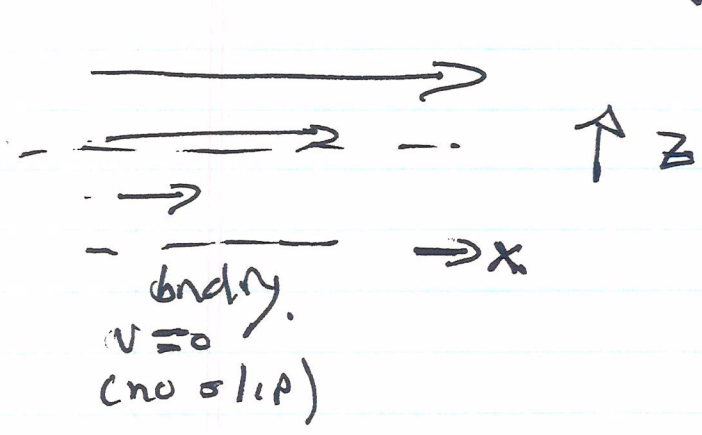 z
x
bndry.
v=0
(no slip)